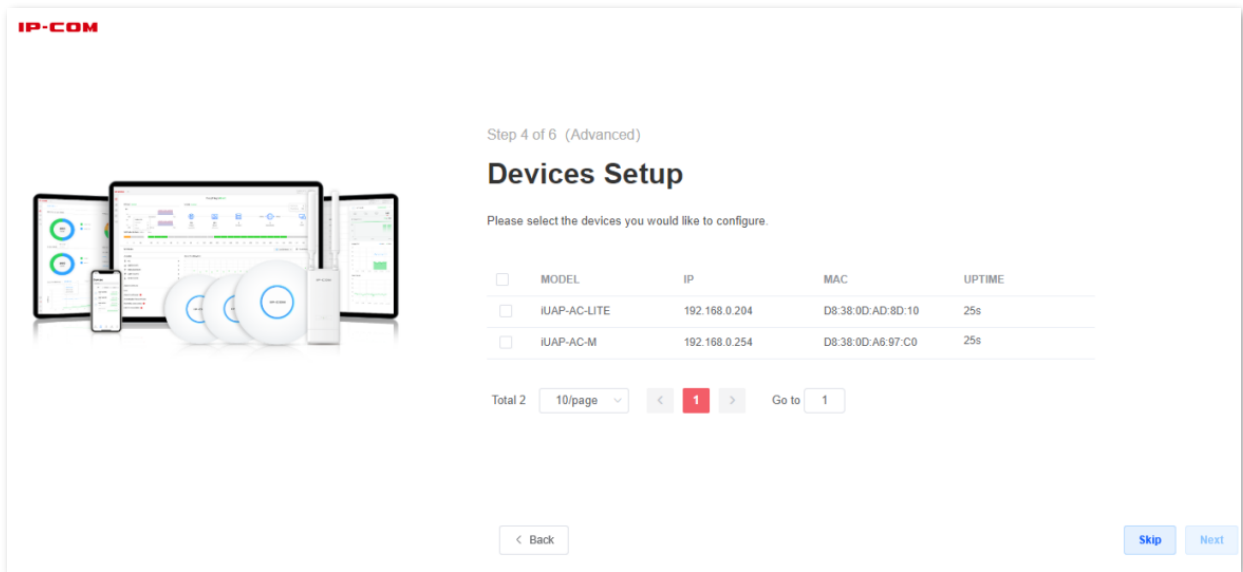 IP-COM
Step 4 of 6 (Advanced)
Devices Setup
Please select the devices you would like to configure.
MODEL IP MAC UPTIME
iUAP-AC-LITE 192.168.0.204 D8:38:0D:AD:8D:10 25s
iUAP-AC-M 192.168.0.254 D8:38:0D:A6:97:C0 25s
Total 2 10/page < 1 > Go to 1
< Back Skip Next